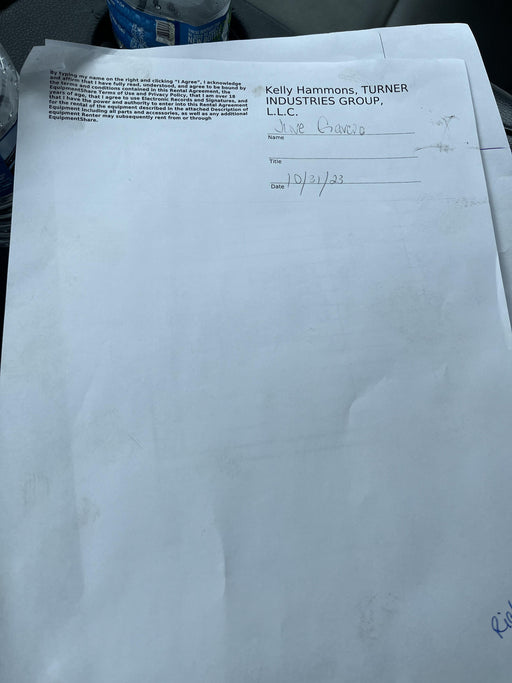 By typing my name on the right and clicking "I Agree", I acknowledge
and affirm that I have fully read, understood, and agree to be bound by
the terms and conditions contained in this Rental Agreement, the
EquipmentShare Terms of Use and Privacy Policy, that I am over 18
years of age, that I agree to use Electronic Records and Signatures, and
that I have the power and authority to enter into this Rental Agreement
for the rental of the equipment described in the attached Description of
Equipment including all parts and accessories, as well as any additional
equipment Renter may subsequently rent from or through
EquipmentShare.
Kelly Hammons, TURNER
INDUSTRIES GROUP,
L.L.C.
Name
Title
10/31/23
Date